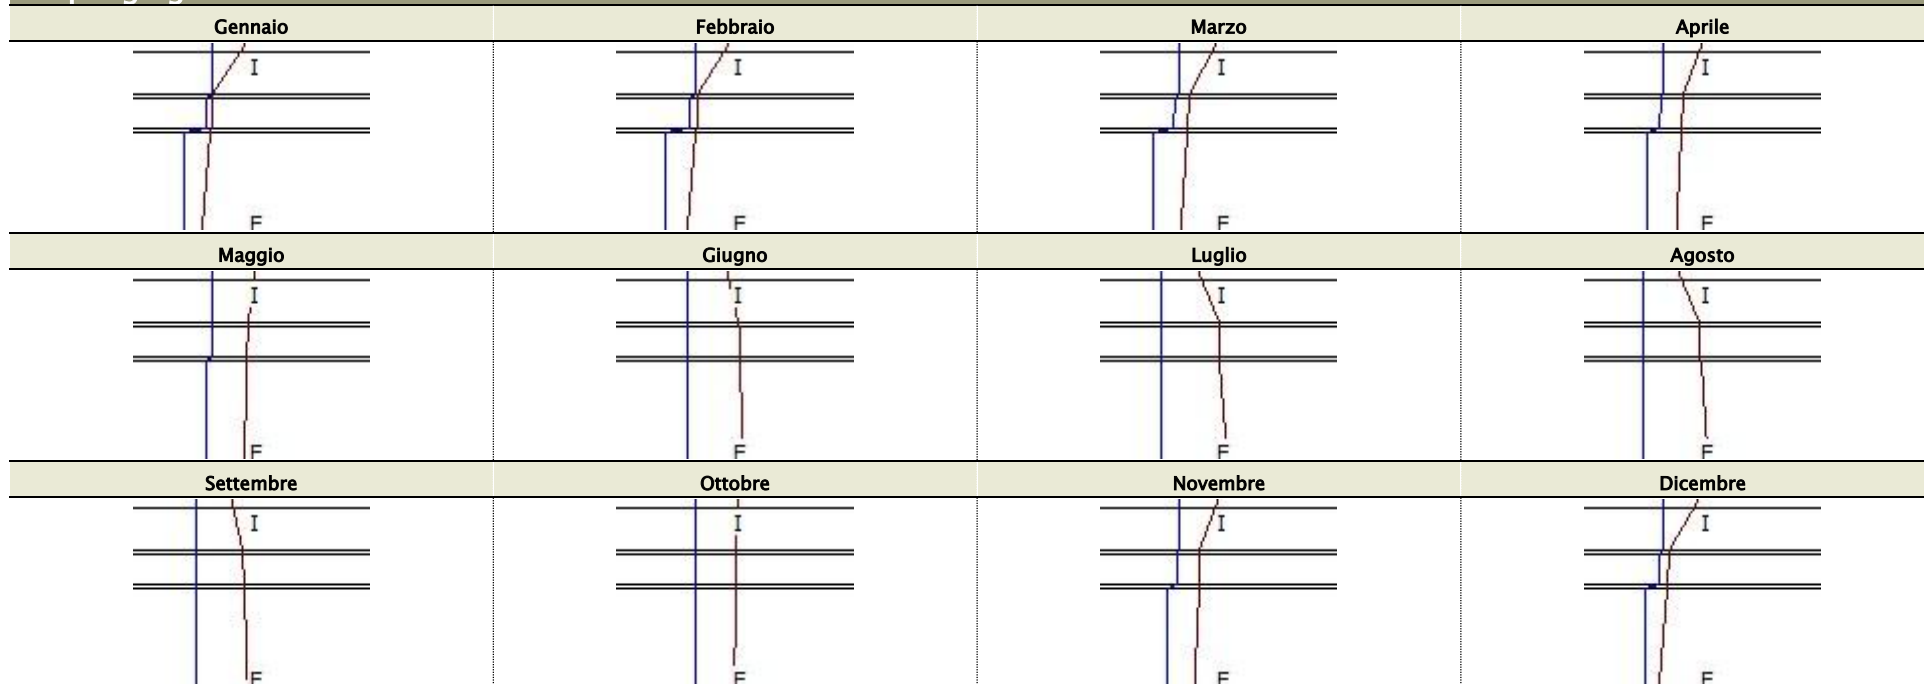 Gennaio Febbraio Marzo Aprile
I I I I
E E E E
Maggio Giugno Luglio Agosto
I I I I
E E E E
Settembre Ottobre Novembre Dicembre
I I I I
E E E E